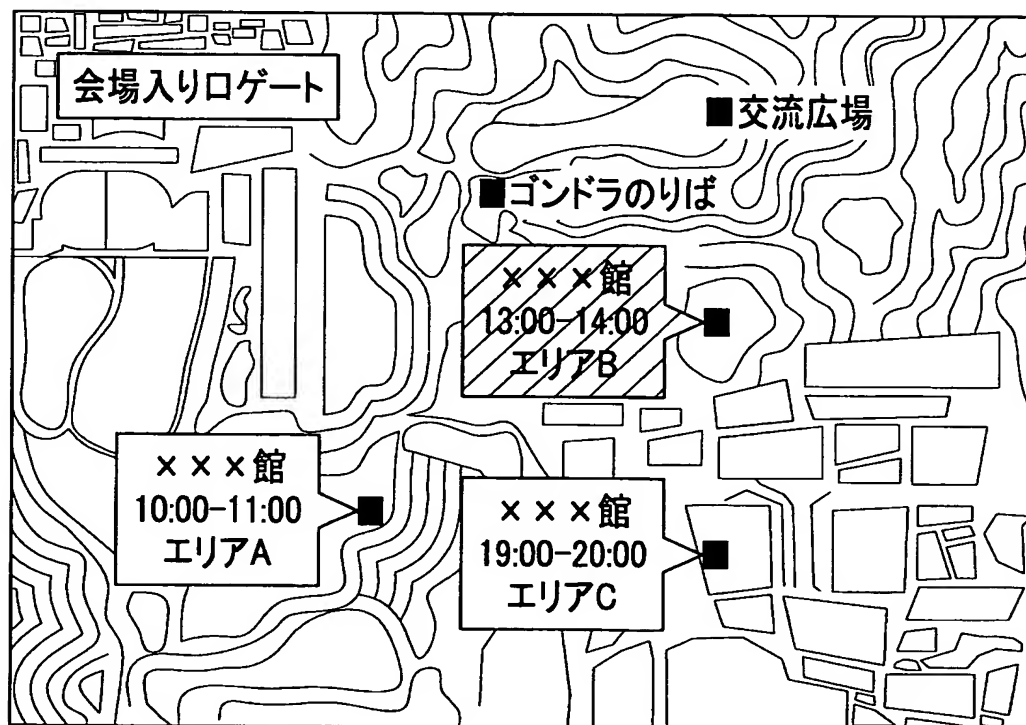 会場入り口ゲート
■交流広場
■ゴンドラのりば
×××館
13:00-14:00
エリアB
×××館
10:00-11:00
エリアA
×××館
19:00-20:00
エリアC